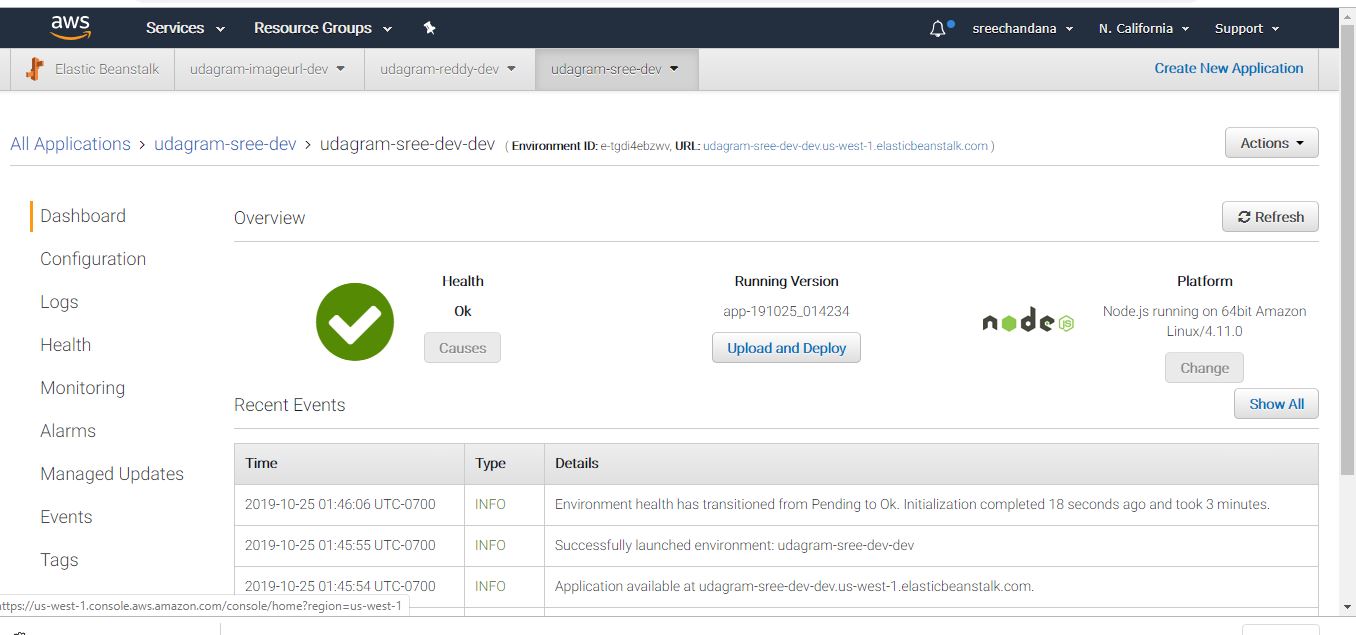 aws Services Resource Groups sreechandana N. California Support
Elastic Beanstalk udagram-imageurl-dev udagram-reddy-dev udagram-sree-dev Create New Application
All Applications > udagram-sree-dev > udagram-sree-dev-dev ( Environment ID: e-tgdi4ebzwv, URL: udagram-sree-dev-dev.us-west-1.elasticbeanstalk.com ) Actions
Dashboard
Configuration
Logs
Health
Monitoring
Alarms
Managed Updates
Events
Tags
Overview Refresh
Health
Ok
Causes
Running Version
app-191025_014234
Upload and Deploy
node JS
Platform
Node.js running on 64bit Amazon
Linux/4.11.0
Change
Recent Events Show All
Time Type Details
2019-10-25 01:46:06 UTC-0700 INFO Environment health has transitioned from Pending to Ok. Initialization completed 18 seconds ago and took 3 minutes.
2019-10-25 01:45:55 UTC-0700 INFO Successfully launched environment: udagram-sree-dev-dev
2019-10-25 01:45:54 UTC-0700 INFO Application available at udagram-sree-dev-dev.us-west-1.elasticbeanstalk.com.
ttps://us-west-1.console.aws.amazon.com/console/home?region=us-west-1